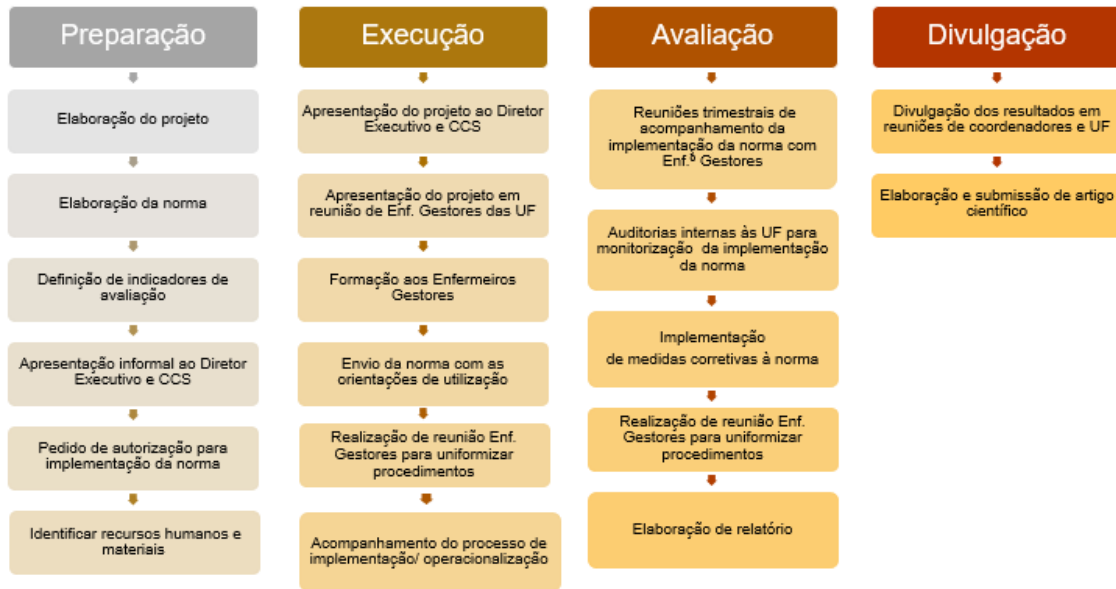 Preparação
Elaboração do projeto
Elaboração da norma
Definição de indicadores de
avaliação
Apresentação informal ao Diretor
Executivo e CCS
Pedido de autorização para
implementação da norma
Identificar recursos humanos e
materiais
Execução
Apresentação do projeto ao Diretor
Executivo e CCS
Apresentação do projeto em
reunião de Enf. Gestores das UF
Formação aos Enfermeiros
Gestores
Envio da norma com as
orientações de utilização
Realização de reunião Enf.
Gestores para uniformizar
procedimentos
Acompanhamento do processo de
implementação/ operacionalização
Avaliação
Reuniões trimestrais de
acompanhamento da
implementação da norma com
Enf.º Gestores
Auditorias internas às UF para
monitorização da implementação
da norma
Implementação
de medidas corretivas à norma
Realização de reunião Enf.
Gestores para uniformizar
procedimentos
Elaboração de relatório
Divulgação
Divulgação dos resultados em
reuniões de coordenadores e UF
Elaboração e submissão de artigo
científico